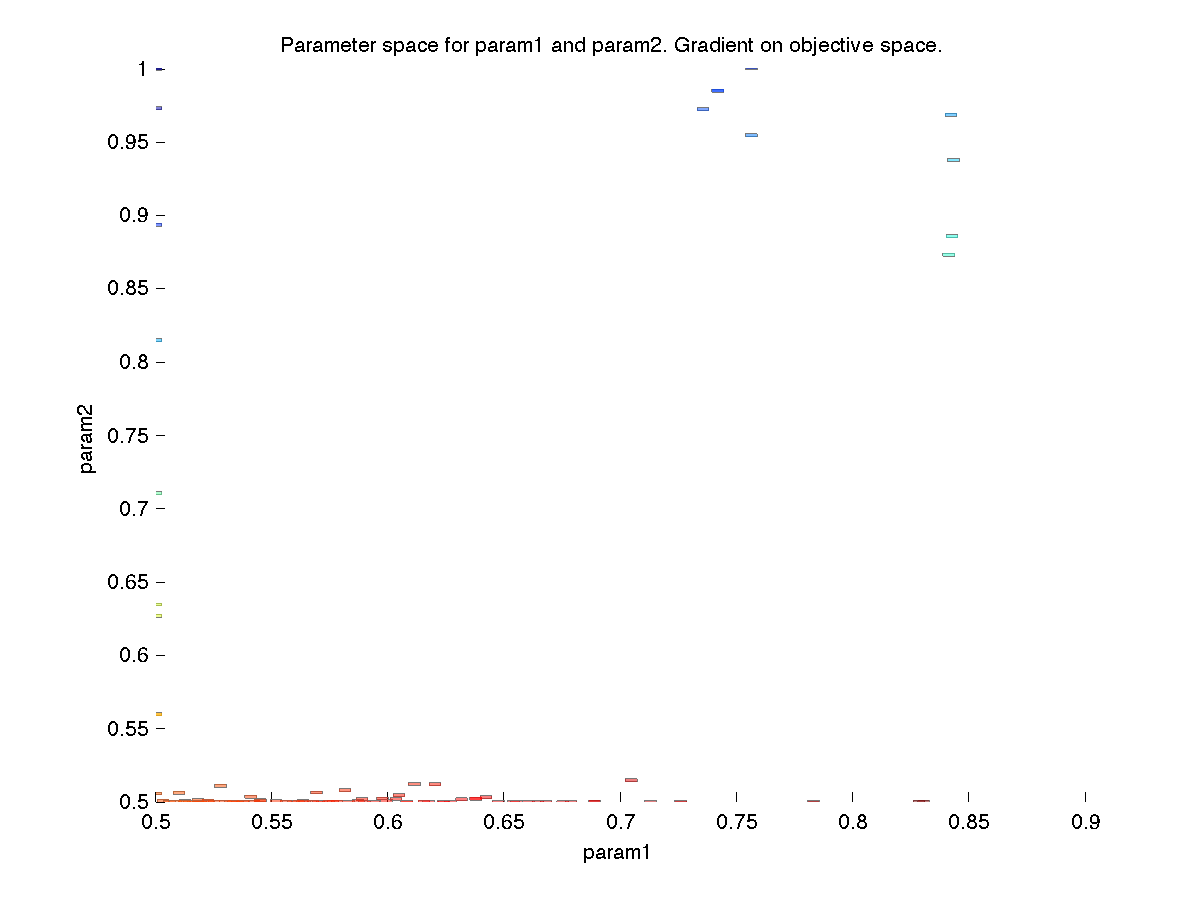 Parameter space for param1 and param2. Gradient on objective space.
1
0.95
0.9
0.85
0.8
0.75
0.7
0.65
0.6
0.55
0.5
param2
0.5 0.55 0.6 0.65 0.7 0.75 0.8 0.85 0.9
param1